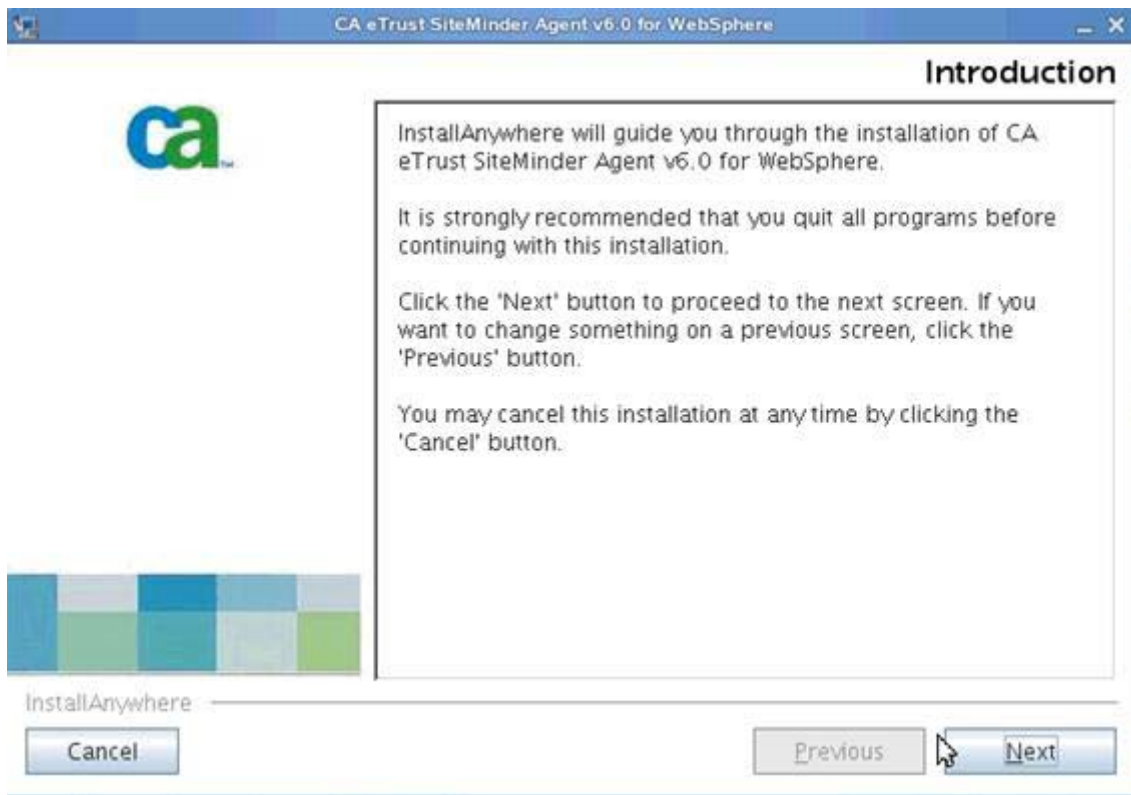 CA eTrust SiteMinder Agent v6.0 for WebSphere
Introduction
ca
InstallAnywhere will guide you through the installation of CA
eTrust SiteMinder Agent v6.0 for WebSphere.
It is strongly recommended that you quit all programs before
continuing with this installation.
Click the 'Next' button to proceed to the next screen. If you
want to change something on a previous screen, click the
'Previous' button.
You may cancel this installation at any time by clicking the
'Cancel' button.
InstallAnywhere
Cancel
Previous
Next